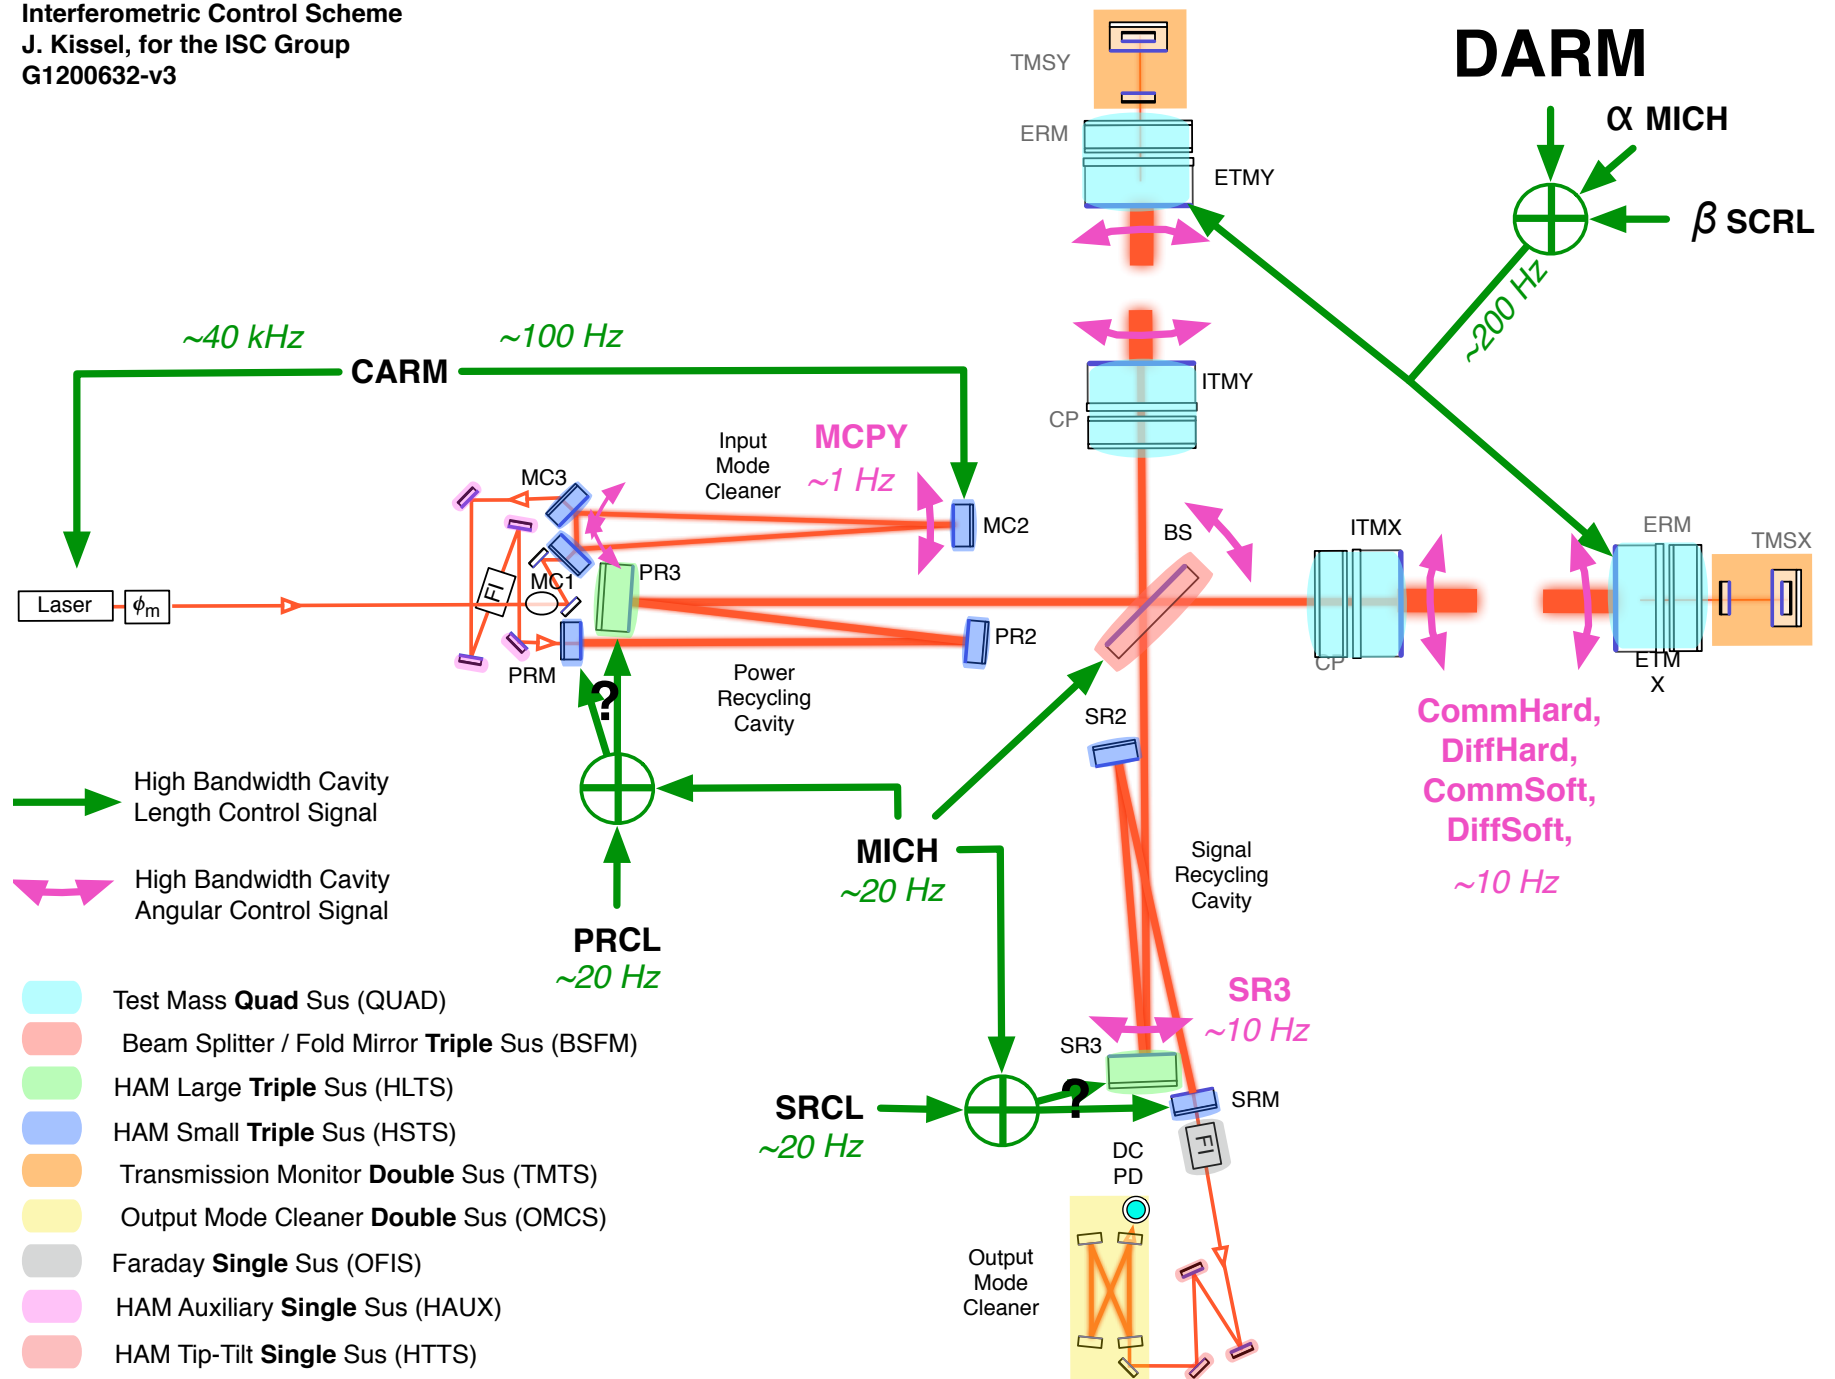 Interferometric Control Scheme
J. Kissel, for the ISC Group
G1200632-v3
DARM
α MICH
β SCRL
~200 Hz
TMSY
ERM
ETMY
ITMY
CP
~40 kHz
~100 Hz
CARM
Input
Mode
Cleaner
MCPY
~1 Hz
MC3
MC2
MC1
FI
Laser
ϕm
PR3
PR2
PRM
Power
Recycling
Cavity
?
BS
ITMX
CP
ERM
TMSX
ETM
X
CommHard,
DiffHard,
CommSoft,
DiffSoft,
~10 Hz
SR2
Signal
Recycling
Cavity
MICH
~20 Hz
PRCL
~20 Hz
SR3
~10 Hz
SR3
SRM
?
SRCL
~20 Hz
FI
DC
PD
Output
Mode
Cleaner
High Bandwidth Cavity
Length Control Signal
High Bandwidth Cavity
Angular Control Signal
Test Mass Quad Sus (QUAD)
Beam Splitter / Fold Mirror Triple Sus (BSFM)
HAM Large Triple Sus (HLTS)
HAM Small Triple Sus (HSTS)
Transmission Monitor Double Sus (TMTS)
Output Mode Cleaner Double Sus (OMCS)
Faraday Single Sus (OFIS)
HAM Auxiliary Single Sus (HAUX)
HAM Tip-Tilt Single Sus (HTTS)